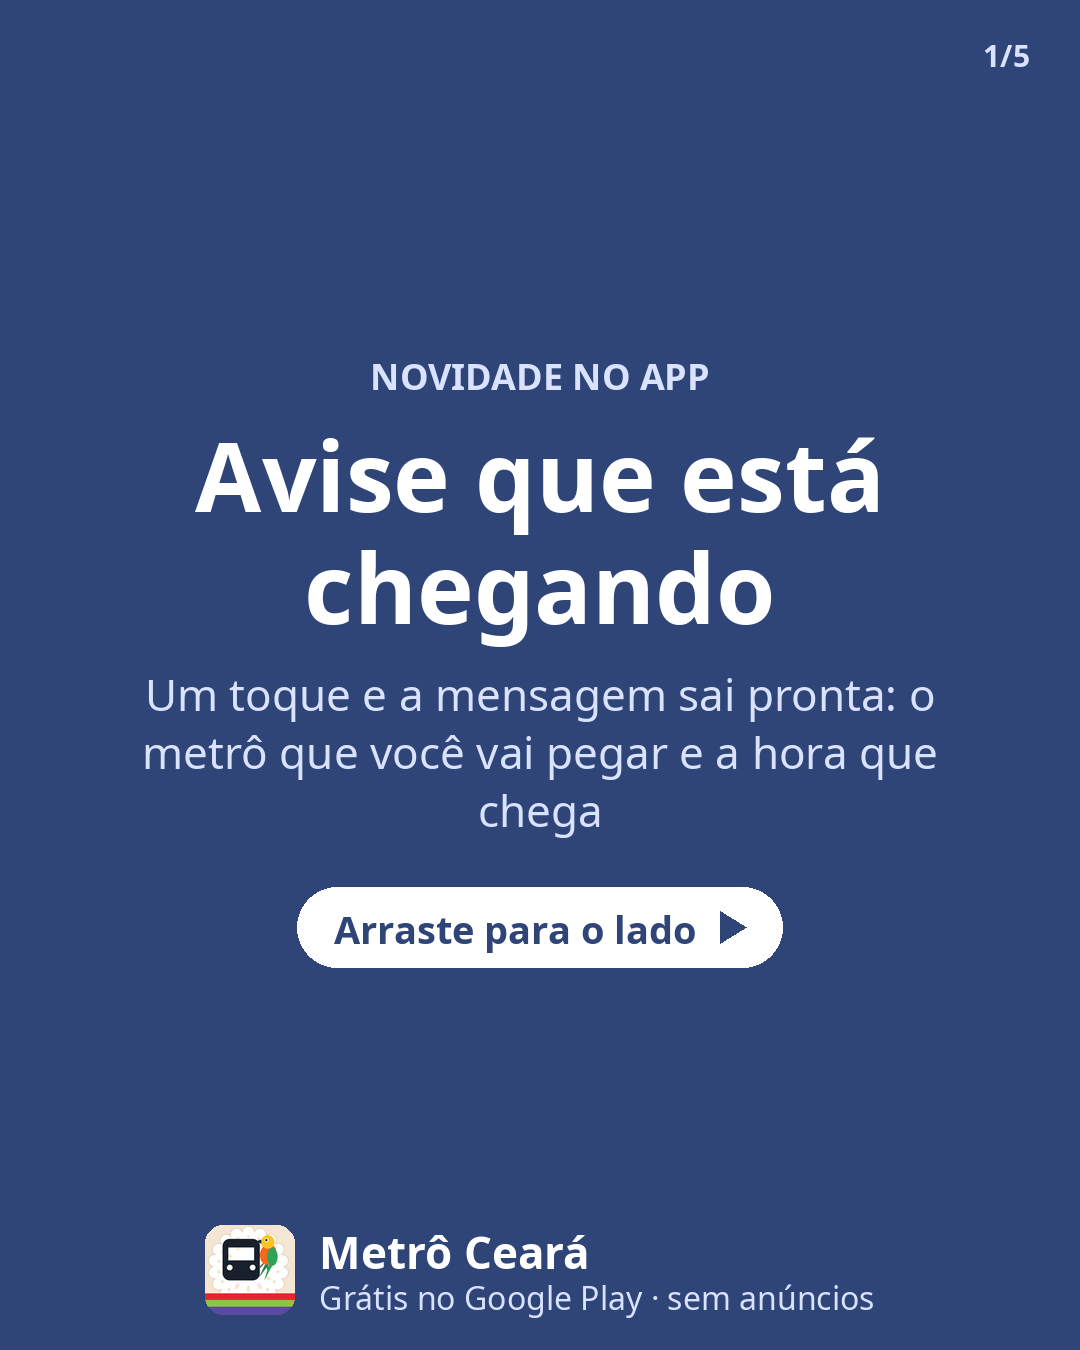 1/5
NOVIDADE NO APP
Avise que está
chegando
Um toque e a mensagem sai pronta: o
metrô que você vai pegar e a hora que
chega
Arraste para o lado
Metrô Ceará
Grátis no Google Play · sem anúncios